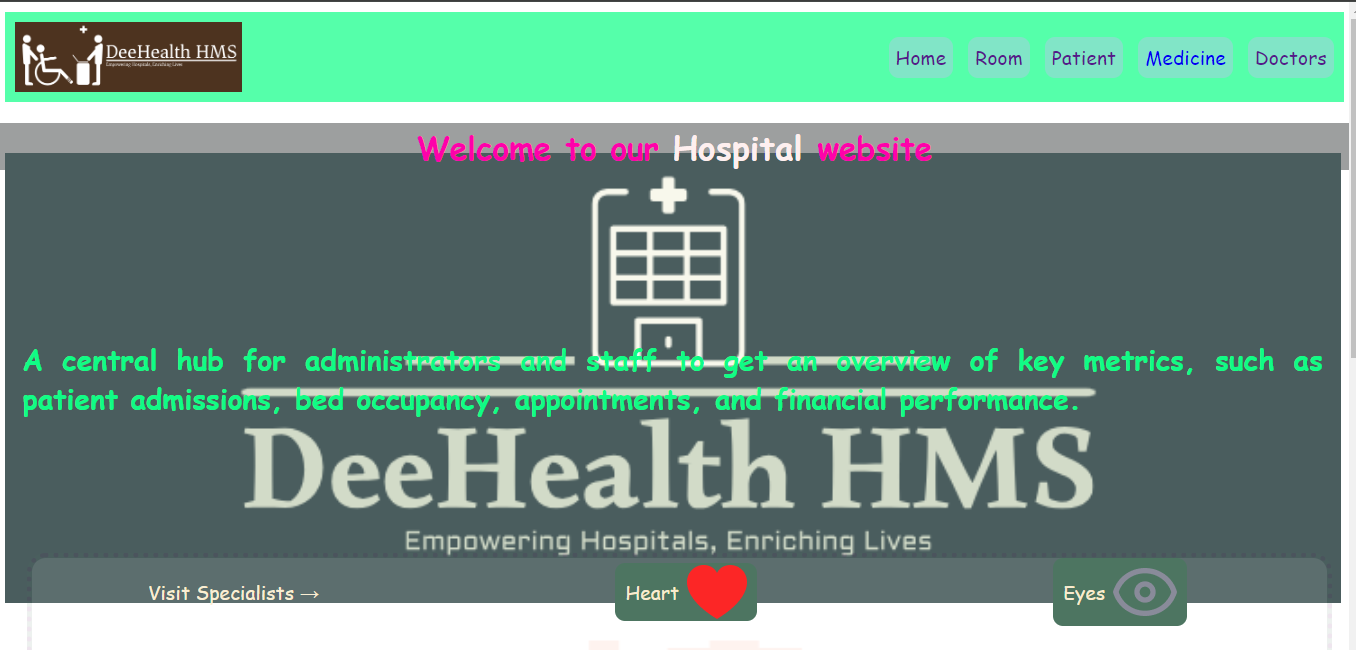 DeeHealth HMS
Empowering Hospitals, Enriching Lives
Home Room Patient Medicine Doctors
Welcome to our Hospital website
A central hub for administrators and staff to get an overview of key metrics, such as
patient admissions, bed occupancy, appointments, and financial performance.
DeeHealth HMS
Empowering Hospitals, Enriching Lives
Visit Specialists → Heart Eyes